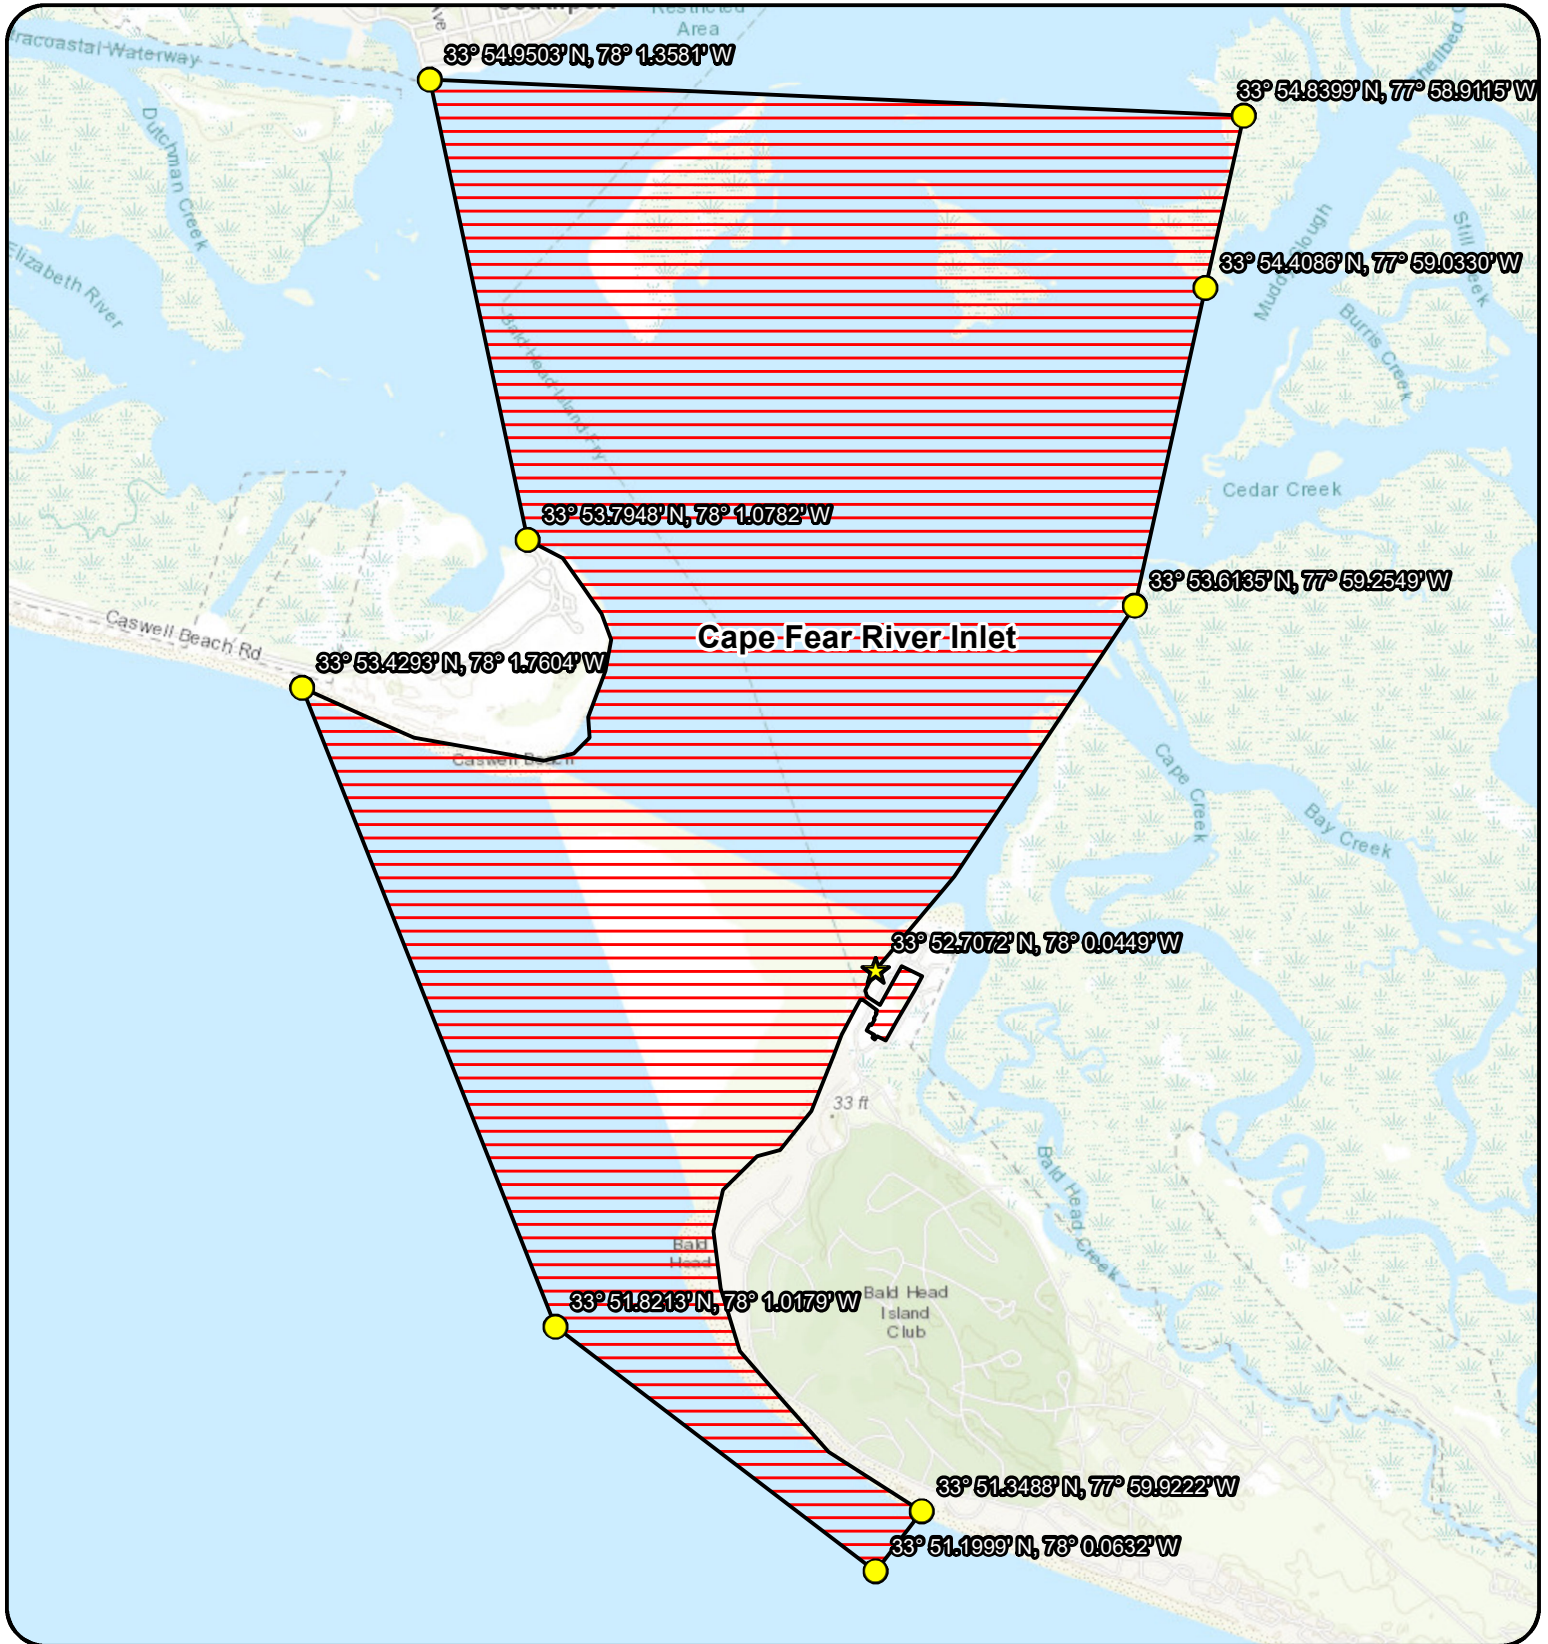 Southport
Restricted
Area
Ave
tracoastal Waterway
33° 54.9503' N, 78° 1.3581' W
33° 54.8399' N, 77° 58.9115' W
Dutchman Creek
Elizabeth River
33° 54.4086' N, 77° 59.0330' W
Still Creek
Burris Creek
Bald Head Island Fry
Cedar Creek
33° 53.7948' N, 78° 1.0782' W
33° 53.6135' N, 77° 59.2549' W
Caswell Beach Rd
Cape Fear River Inlet
33° 53.4293' N, 78° 1.7604' W
Caswell Beach
Cape Creek
Bay Creek
33° 52.7072' N, 78° 0.0449' W
33 ft
Bald Head Creek
Bald
Head
33° 51.8213' N, 78° 1.0179' W
Bald Head
Island
Club
33° 51.3488' N, 77° 59.9222' W
33° 51.1999' N, 78° 0.0632' W